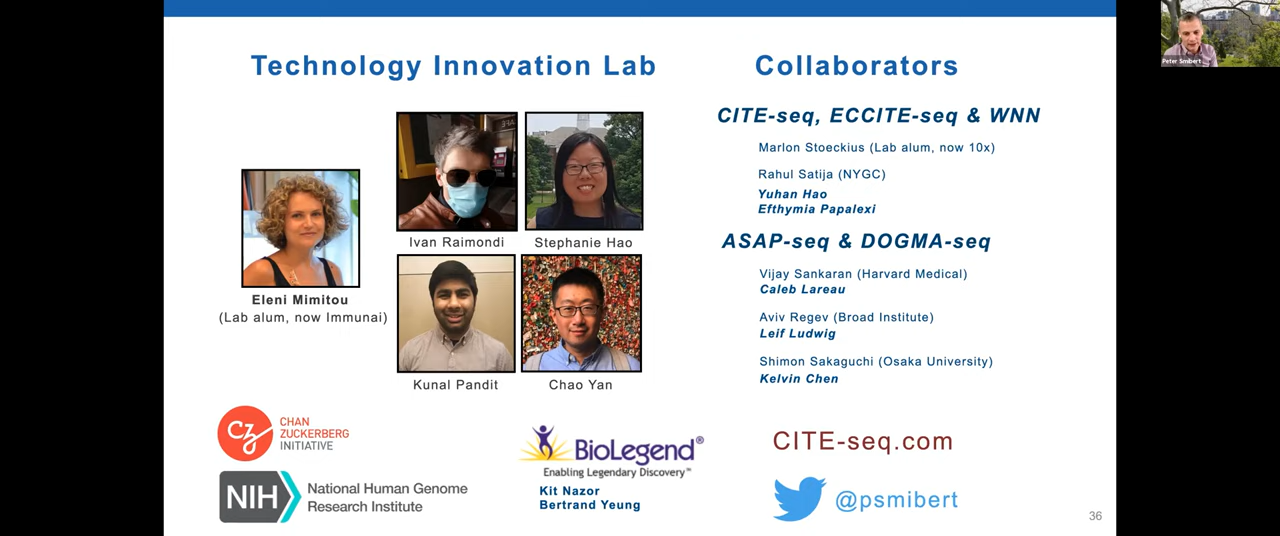 Technology Innovation Lab
Eleni Mimitou
(Lab alum, now Immunai)
Ivan Raimondi
Stephanie Hao
Kunal Pandit
Chao Yan
Collaborators
CITE-seq, ECCITE-seq & WNN
Marlon Stoeckius (Lab alum, now 10x)
Rahul Satija (NYGC)
Yuhan Hao
Efthymia Papalexi
ASAP-seq & DOGMA-seq
Vijay Sankaran (Harvard Medical)
Caleb Lareau
Aviv Regev (Broad Institute)
Leif Ludwig
Shimon Sakaguchi (Osaka University)
Kelvin Chen
CZ
CHAN
ZUCKERBERG
INITIATIVE
NIH
National Human Genome
Research Institute
BioLegend®
Enabling Legendary Discovery™
Kit Nazor
Bertrand Yeung
CITE-seq.com
@psmibert
36
Peter Smibert